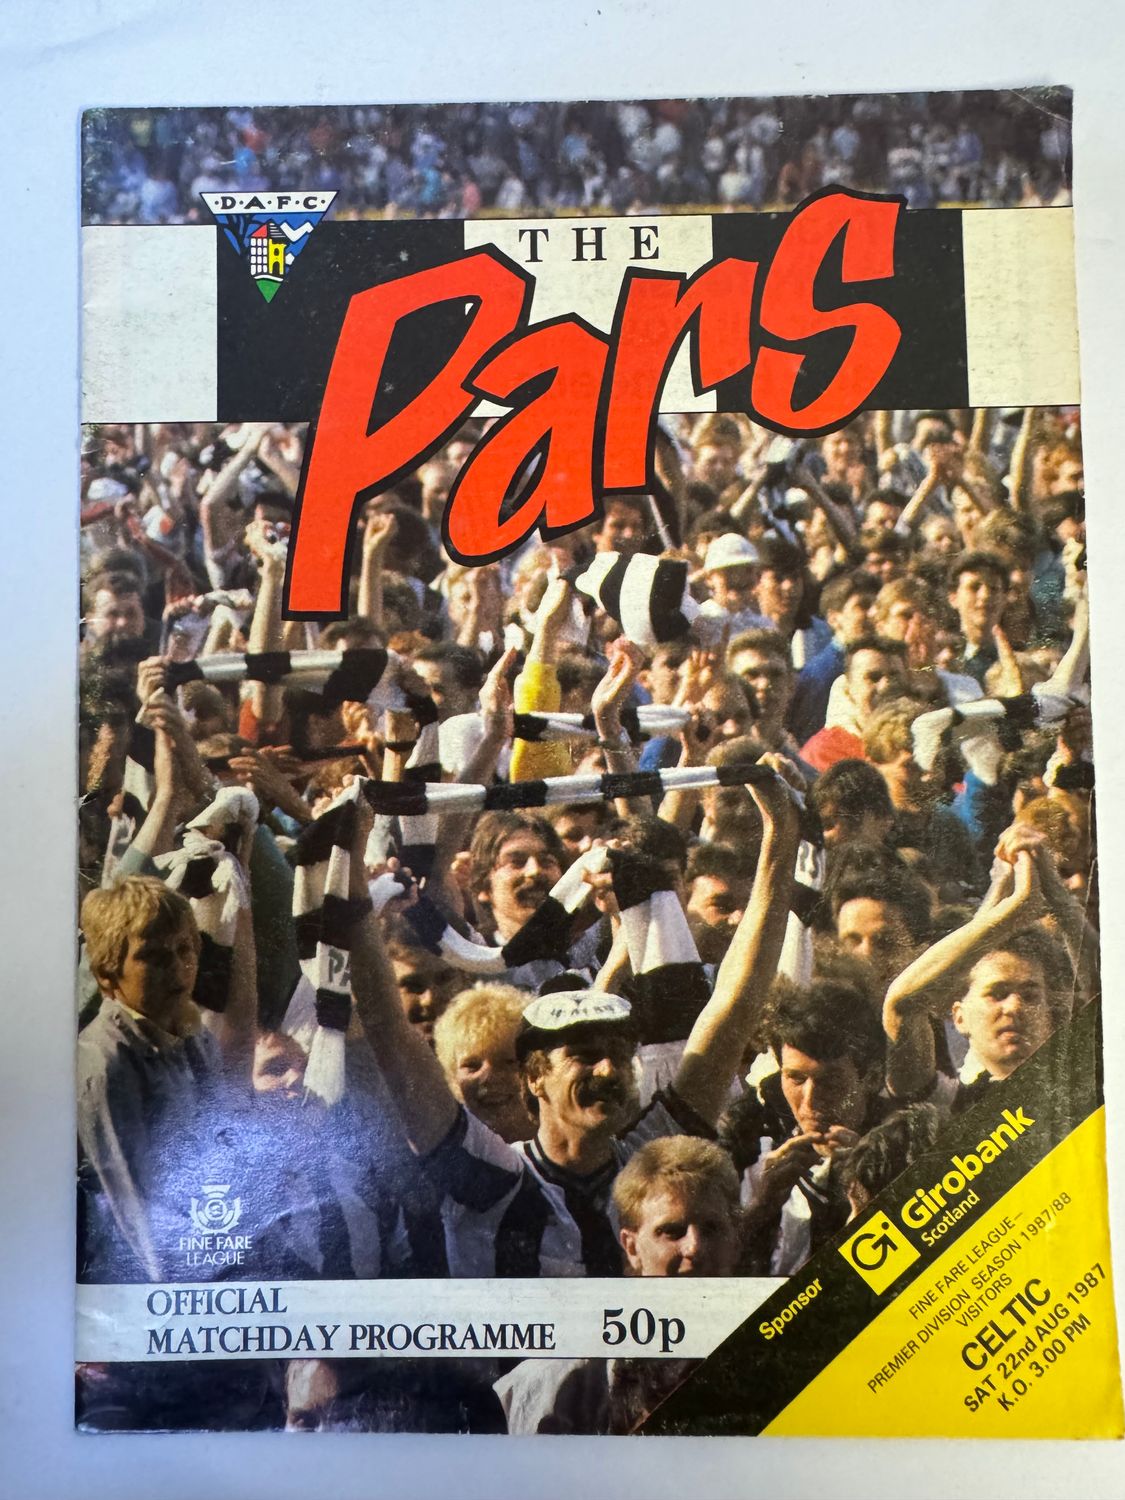 ·D·A·F·C·
THE
Pars
FINE FARE
LEAGUE
OFFICIAL
MATCHDAY PROGRAMME
50p
Sponsor
Girobank
Scotland
FINE FARE LEAGUE—
PREMIER DIVISION, SEASON 1987/88
VISITORS
CELTIC
SAT 22nd AUG 1987
K.O. 3,00 PM